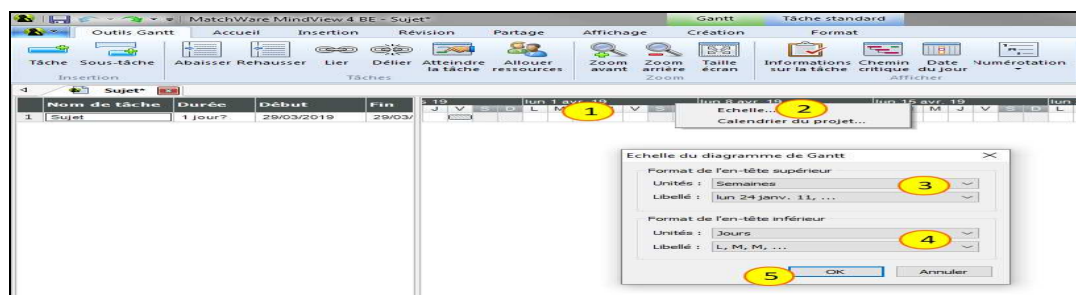 MatchWare MindView 4 BE - Sujet*
Gantt
Tâche standard
Outils Gantt
Accueil
Insertion
Révision
Partage
Affichage
Création
Format
Tâche
Sous-tâche
Abaisser
Rehausser
Lier
Délier
Atteindre la tâche
Allouer ressources
Zoom avant
Zoom arrière
Taille écran
Informations sur la tâche
Chemin critique
Date du jour
Numérotation
Insertion
Tâches
Zoom
Afficher
Sujet*
Nom de tâche
Durée
Début
Fin
s 19
lun 1 avr. 19
lun 8 avr. 19
lun 15 avr. 19
lun
J V S D L M
V S
M J V S D L
1
2
Echelle...
Calendrier du projet...
1 Sujet 1 jour? 29/03/2019 29/03/
Echelle du diagramme de Gantt
Format de l'en-tête supérieur
Unités : Semaines
3
Libellé : lun 24 janv. 11, ...
Format de l'en-tête inférieur
Unités : Jours
4
Libellé : L, M, M, ...
5
OK
Annuler